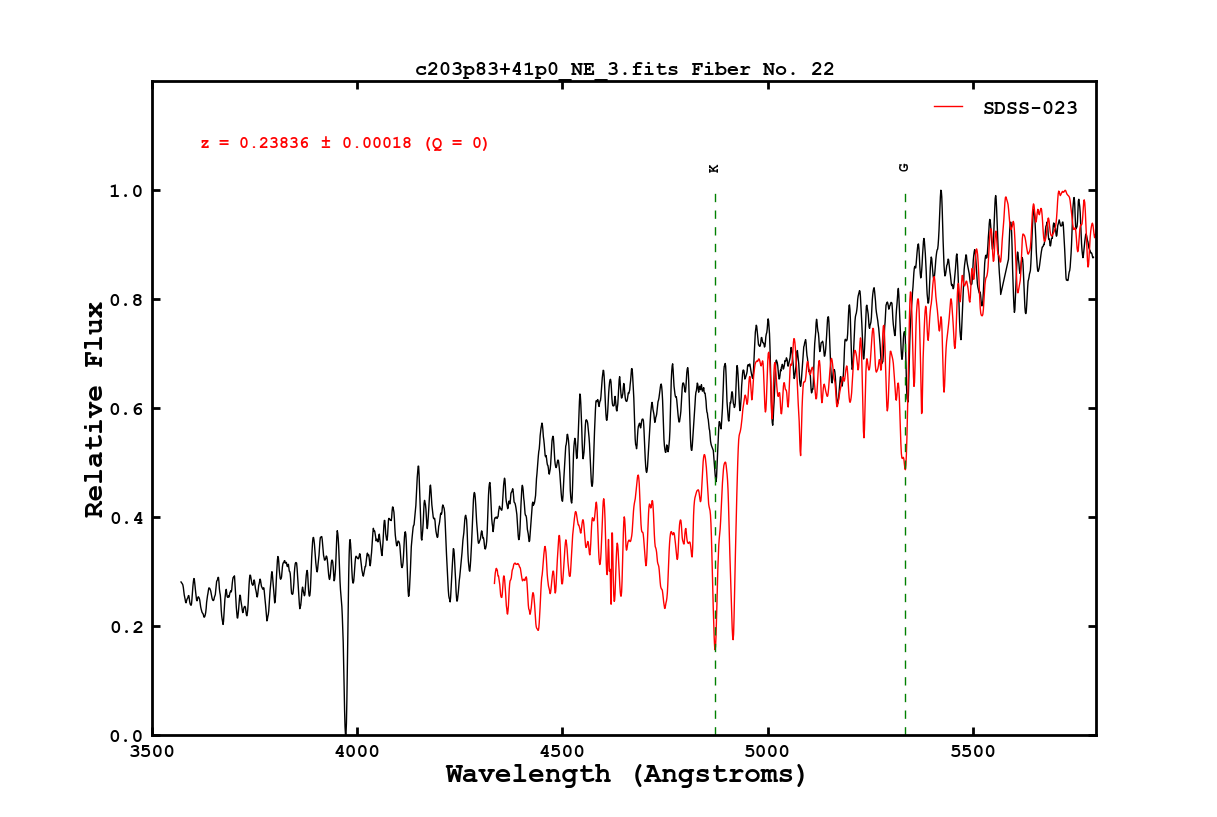 c203p83+41p0_NE_3.fits Fiber No. 22
SDSS-023
z = 0.23836 ± 0.00018 (Q = 0)
K
G
1.0
0.8
0.6
0.4
0.2
0.0
Relative Flux
3500 4000 4500 5000 5500
Wavelength (Angstroms)